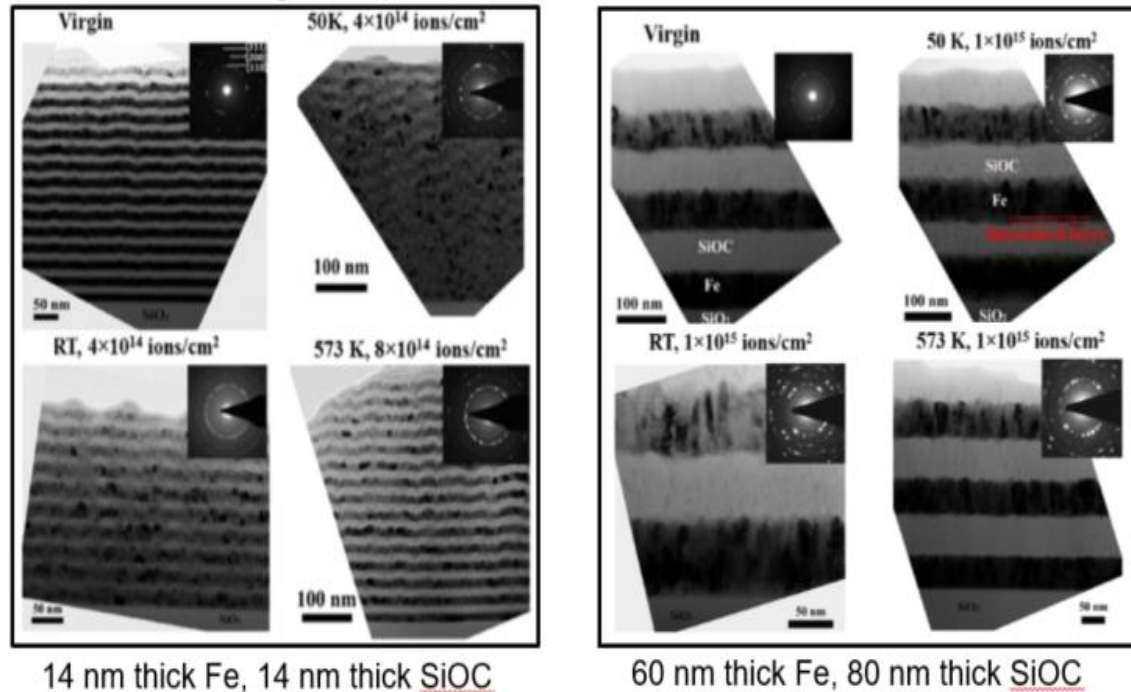 Virgin
50K, 4×10¹⁴ ions/cm²
[211]
[200]
[110]
50 nm
SiO₂
100 nm
RT, 4×10¹⁴ ions/cm²
573 K, 8×10¹⁴ ions/cm²
50 nm
SiO₂
100 nm
14 nm thick Fe, 14 nm thick SiOC
Virgin
50 K, 1×10¹⁵ ions/cm²
SiOC
Fe
SiOC
Fe
100 nm
SiO₂
100 nm
SiO₂
RT, 1×10¹⁵ ions/cm²
573 K, 1×10¹⁵ ions/cm²
SiO₂
50 nm
SiO₂
50 nm
60 nm thick Fe, 80 nm thick SiOC